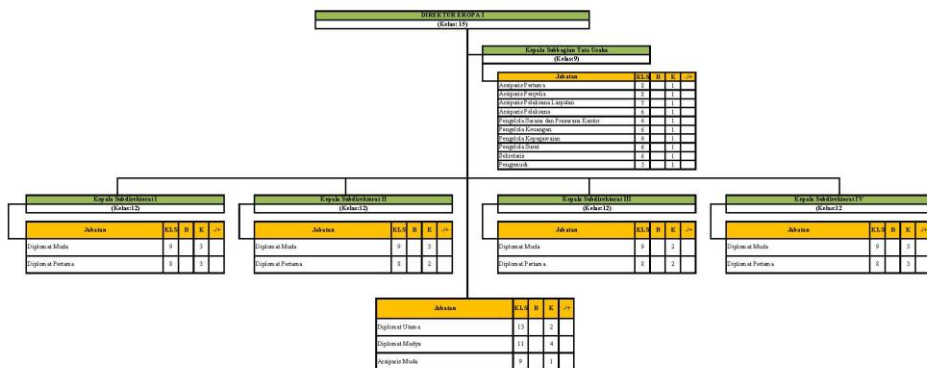 DIREKTUR EROPA I
(Kelas: 15)
Kepala Subbagian Tata Usaha
(Kelas:9)
Jabatan KLS B K -/+
Arsiparis Pertama 8 1
Arsiparis Penyelia 8 1
Arsiparis Pelaksana Lanjutan 7 1
Arsiparis Pelaksana 6 1
Pengelola Sarana dan Prasarana Kantor 6 1
Pengelola Keuangan 6 1
Pengelola Kepegawaian 6 1
Pengelola Surat 6 1
Sekretaris 6 1
Pengemudi 3 1
Kepala Subdirektorat I
(Kelas:12)
Jabatan KLS B K -/+
Diplomat Muda 9 3
Diplomat Pertama 8 3
Kepala Subdirektorat II
(Kelas:12)
Jabatan KLS B K -/+
Diplomat Muda 9 3
Diplomat Pertama 8 2
Kepala Subdirektorat III
(Kelas:12)
Jabatan KLS B K -/+
Diplomat Muda 9 2
Diplomat Pertama 8 2
Kepala Subdirektorat IV
(Kelas:12
Jabatan KLS B K -/+
Diplomat Muda 9 3
Diplomat Pertama 8 3
Jabatan KLS B K -/+
Diplomat Utama 13 2
Diplomat Madya 11 4
Arsiparis Muda 9 1